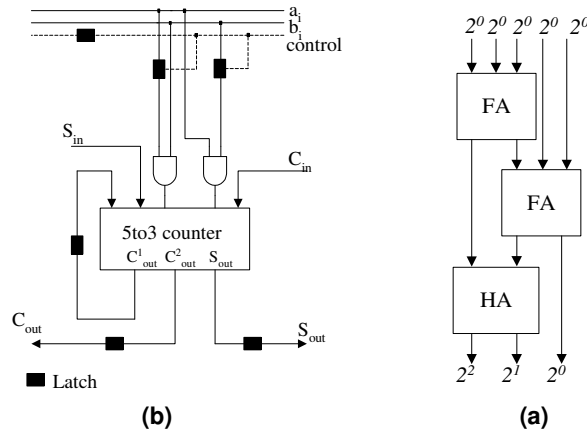 a_i
b_i
control
S_in
C_in
5to3 counter
C^1_out C^2_out S_out
C_out
S_out
Latch
(b)
2^0 2^0 2^0 2^0 2^0
FA
FA
HA
2^2 2^1 2^0
(a)